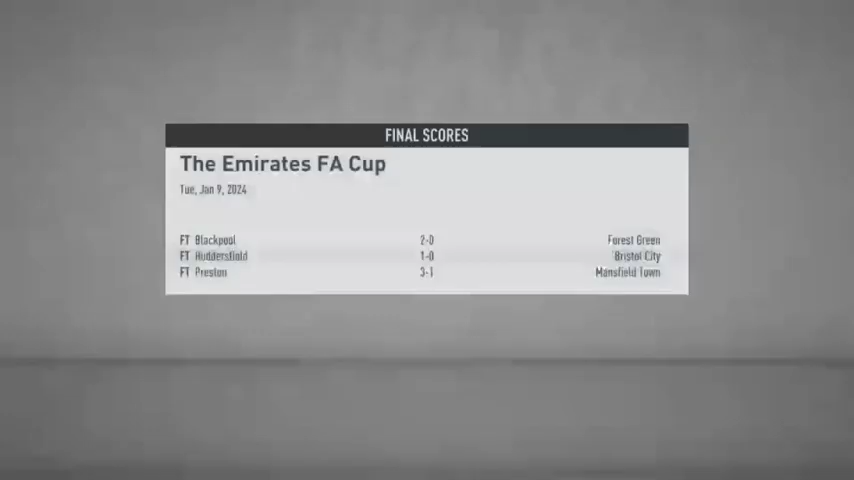 FINAL SCORES
The Emirates FA Cup
Tue, Jan 9, 2024
FT Blackpool 2-0 Forest Green
FT Huddersfield 1-0 Bristol City
FT Preston 3-1 Mansfield Town